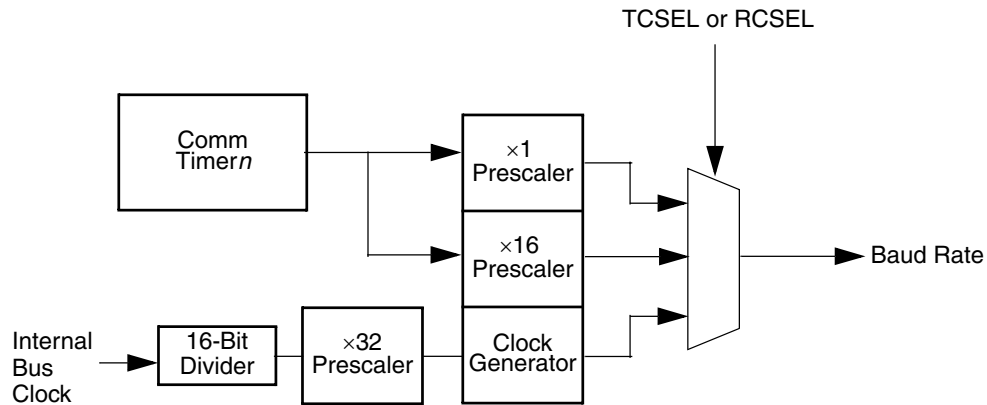 TCSEL or RCSEL
Comm
Timern
×1
Prescaler
×16
Prescaler
Baud Rate
Internal
Bus
Clock
16-Bit
Divider
×32
Prescaler
Clock
Generator